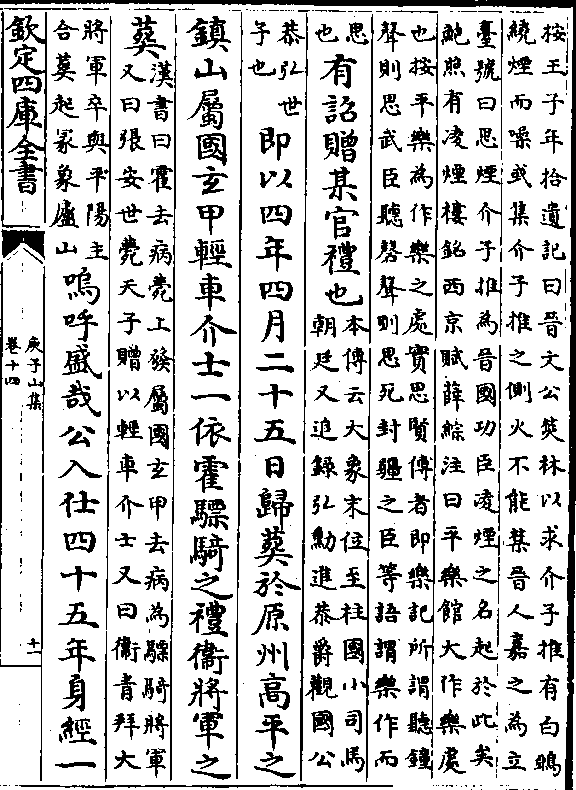 按王子年拾遺記曰晉文公焚林以求介子推有白鴉
繞煙而噪或集介子推之側火不能焚晉人嘉之為立
臺號曰思煙介子推為晉國功臣凌煙之名起於此矣
鮑照有凌煙樓銘西京賦薛綜注曰平樂館大作樂處
也按平樂為作樂之處實思賢傳者即樂記所謂聽鐘
聲則思武臣聽磬聲則思死封疆之臣等語謂樂作而
思
也
有詔贈某官禮也
本傳云大象末位至柱國小司馬
朝廷又追錄弘勳進恭爵觀國公
恭弘世
子也
即以四年四月二十五日歸葬於原州高平之
鎮山屬國玄甲輕車介士一依霍驃騎之禮衞將軍之
葬
漢書曰霍去病薨上發屬國玄甲去病為驃騎將軍
又曰張安世薨天子贈以輕車介士又曰衞青拜大
將軍卒與平陽主
合葬起冢象廬山
嗚呼盛哉公入仕四十五年身經一
欽定四庫全書
庾子山集
卷十四
十一